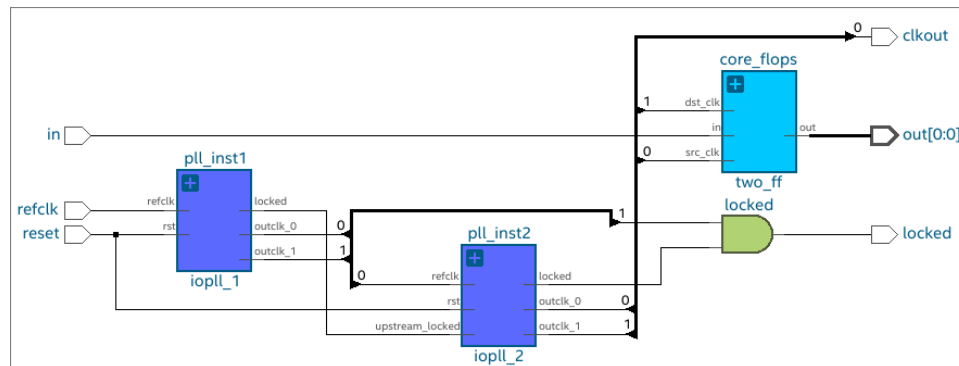 0
clkout
core_flops
1
dst_clk
in
in
out
out[0:0]
0
src_clk
two_ff
pll_inst1
refclk
refclk
locked
reset
rst
outclk_0
0
outclk_1
1
iopll_1
locked
1
locked
pll_inst2
0
refclk
locked
rst
outclk_0
0
upstream_locked
outclk_1
1
iopll_2